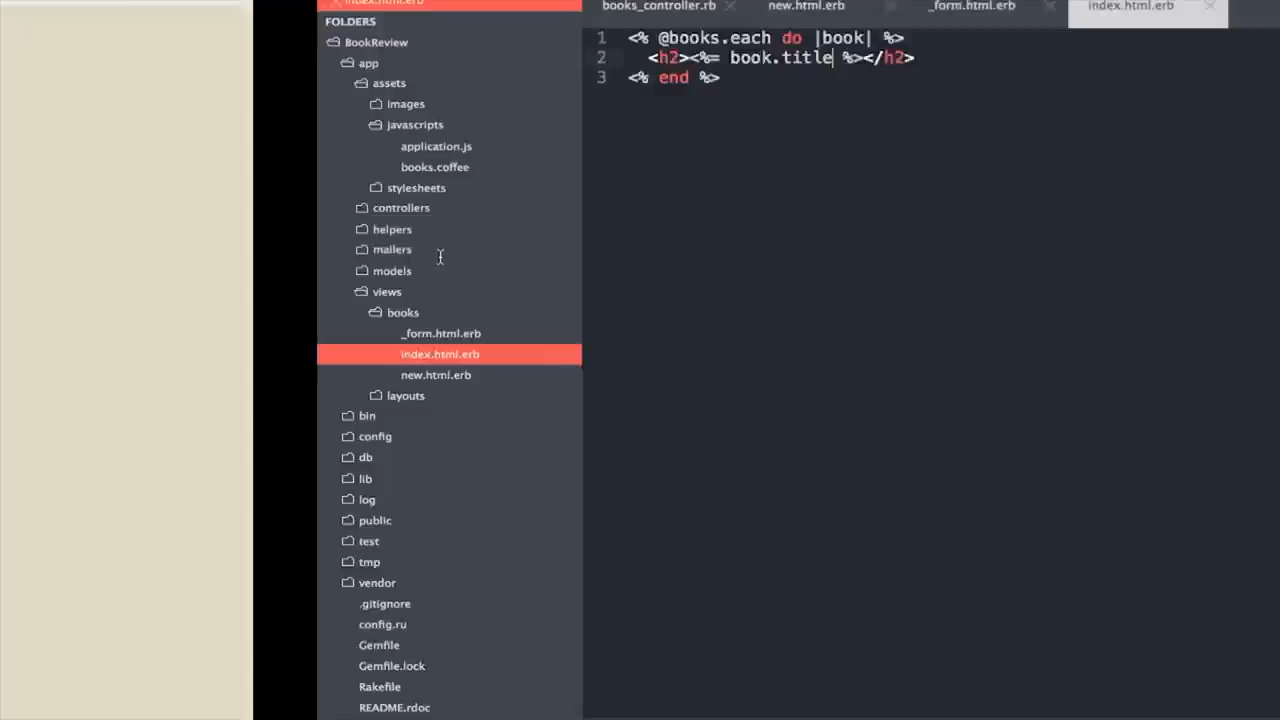 index.html.erb
books_controller.rb
new.html.erb
_form.html.erb
index.html.erb
FOLDERS
BookReview
app
assets
images
javascripts
application.js
books.coffee
stylesheets
controllers
helpers
mailers
models
views
books
_form.html.erb
index.html.erb
new.html.erb
layouts
bin
config
db
lib
log
public
test
tmp
vendor
.gitignore
config.ru
Gemfile
Gemfile.lock
Rakefile
README.rdoc
1 <% @books.each do |book| %>
2 <h2><%= book.title %></h2>
3 <% end %>